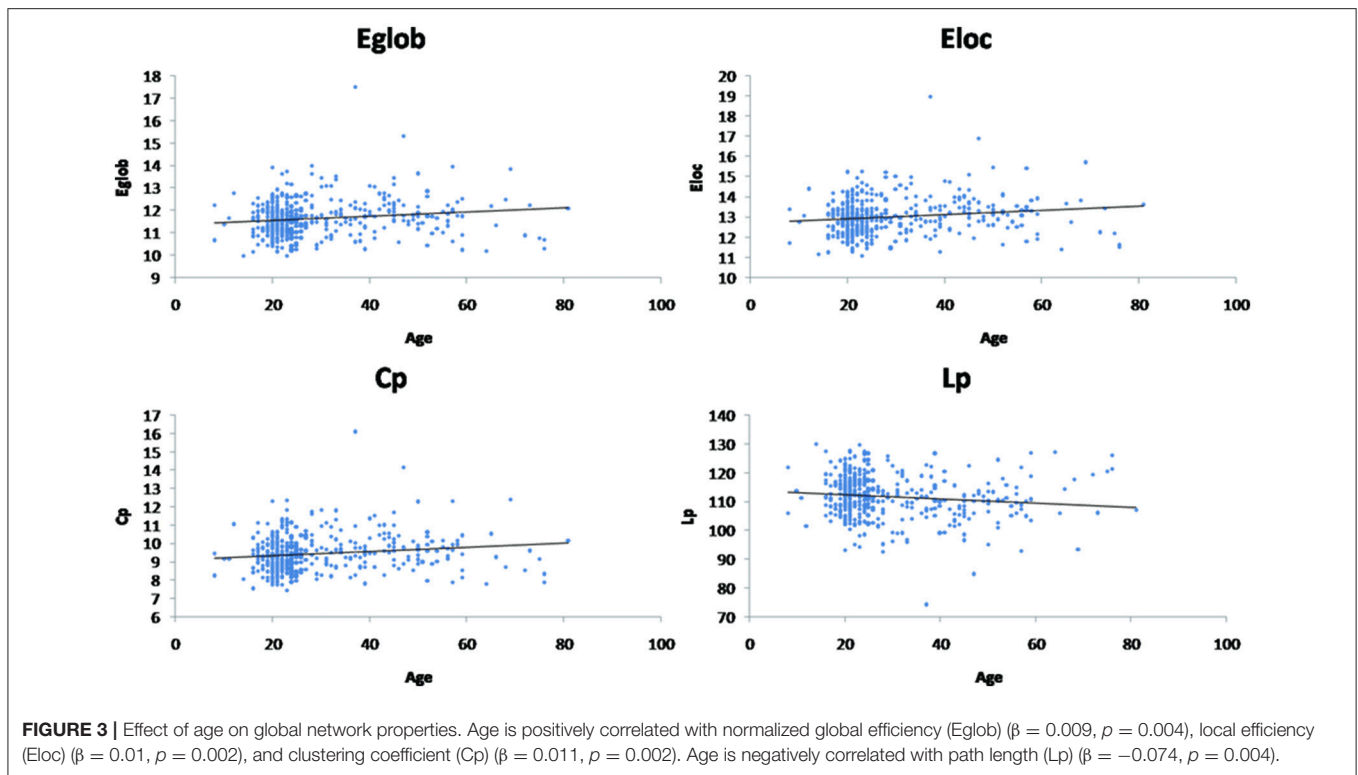 Eglob
18
17
16
15
14
13
12
11
10
9
Eglob
0 20 40 60 80 100
Age
Eloc
20
19
18
17
16
15
14
13
12
11
10
Eloc
0 20 40 60 80 100
Age
Cp
17
16
15
14
13
12
11
10
9
8
7
6
Cp
0 20 40 60 80 100
Age
Lp
140
130
120
110
100
90
80
70
Lp
0 20 40 60 80 100
Age
FIGURE 3 | Effect of age on global network properties. Age is positively correlated with normalized global efficiency (Eglob) (β = 0.009, p = 0.004), local efficiency
(Eloc) (β = 0.01, p = 0.002), and clustering coefficient (Cp) (β = 0.011, p = 0.002). Age is negatively correlated with path length (Lp) (β = −0.074, p = 0.004).